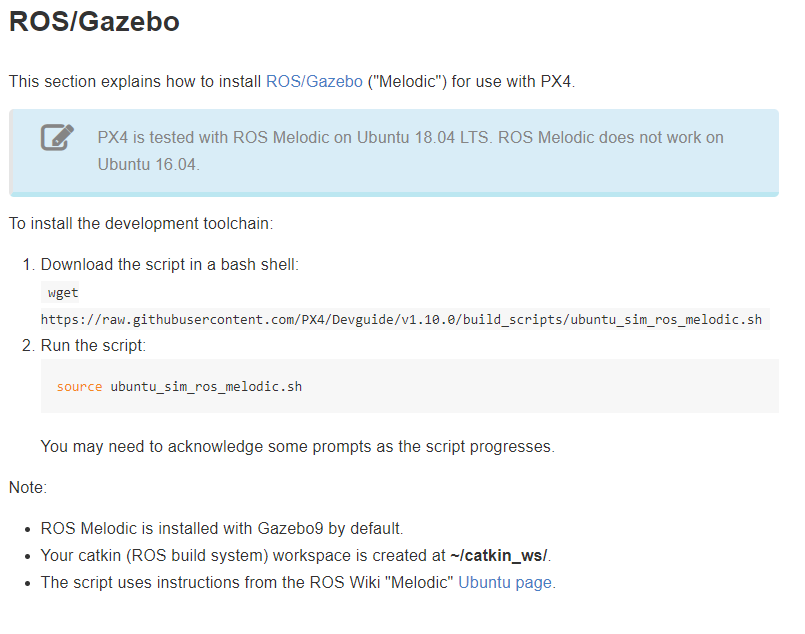 ROS/Gazebo
This section explains how to install ROS/Gazebo ("Melodic") for use with PX4.
PX4 is tested with ROS Melodic on Ubuntu 18.04 LTS. ROS Melodic does not work on
Ubuntu 16.04.
To install the development toolchain:
1. Download the script in a bash shell:
wget
https://raw.githubusercontent.com/PX4/Devguide/v1.10.0/build_scripts/ubuntu_sim_ros_melodic.sh
2. Run the script:
source ubuntu_sim_ros_melodic.sh
You may need to acknowledge some prompts as the script progresses.
Note:
• ROS Melodic is installed with Gazebo9 by default.
• Your catkin (ROS build system) workspace is created at ~/catkin_ws/.
• The script uses instructions from the ROS Wiki "Melodic" Ubuntu page.